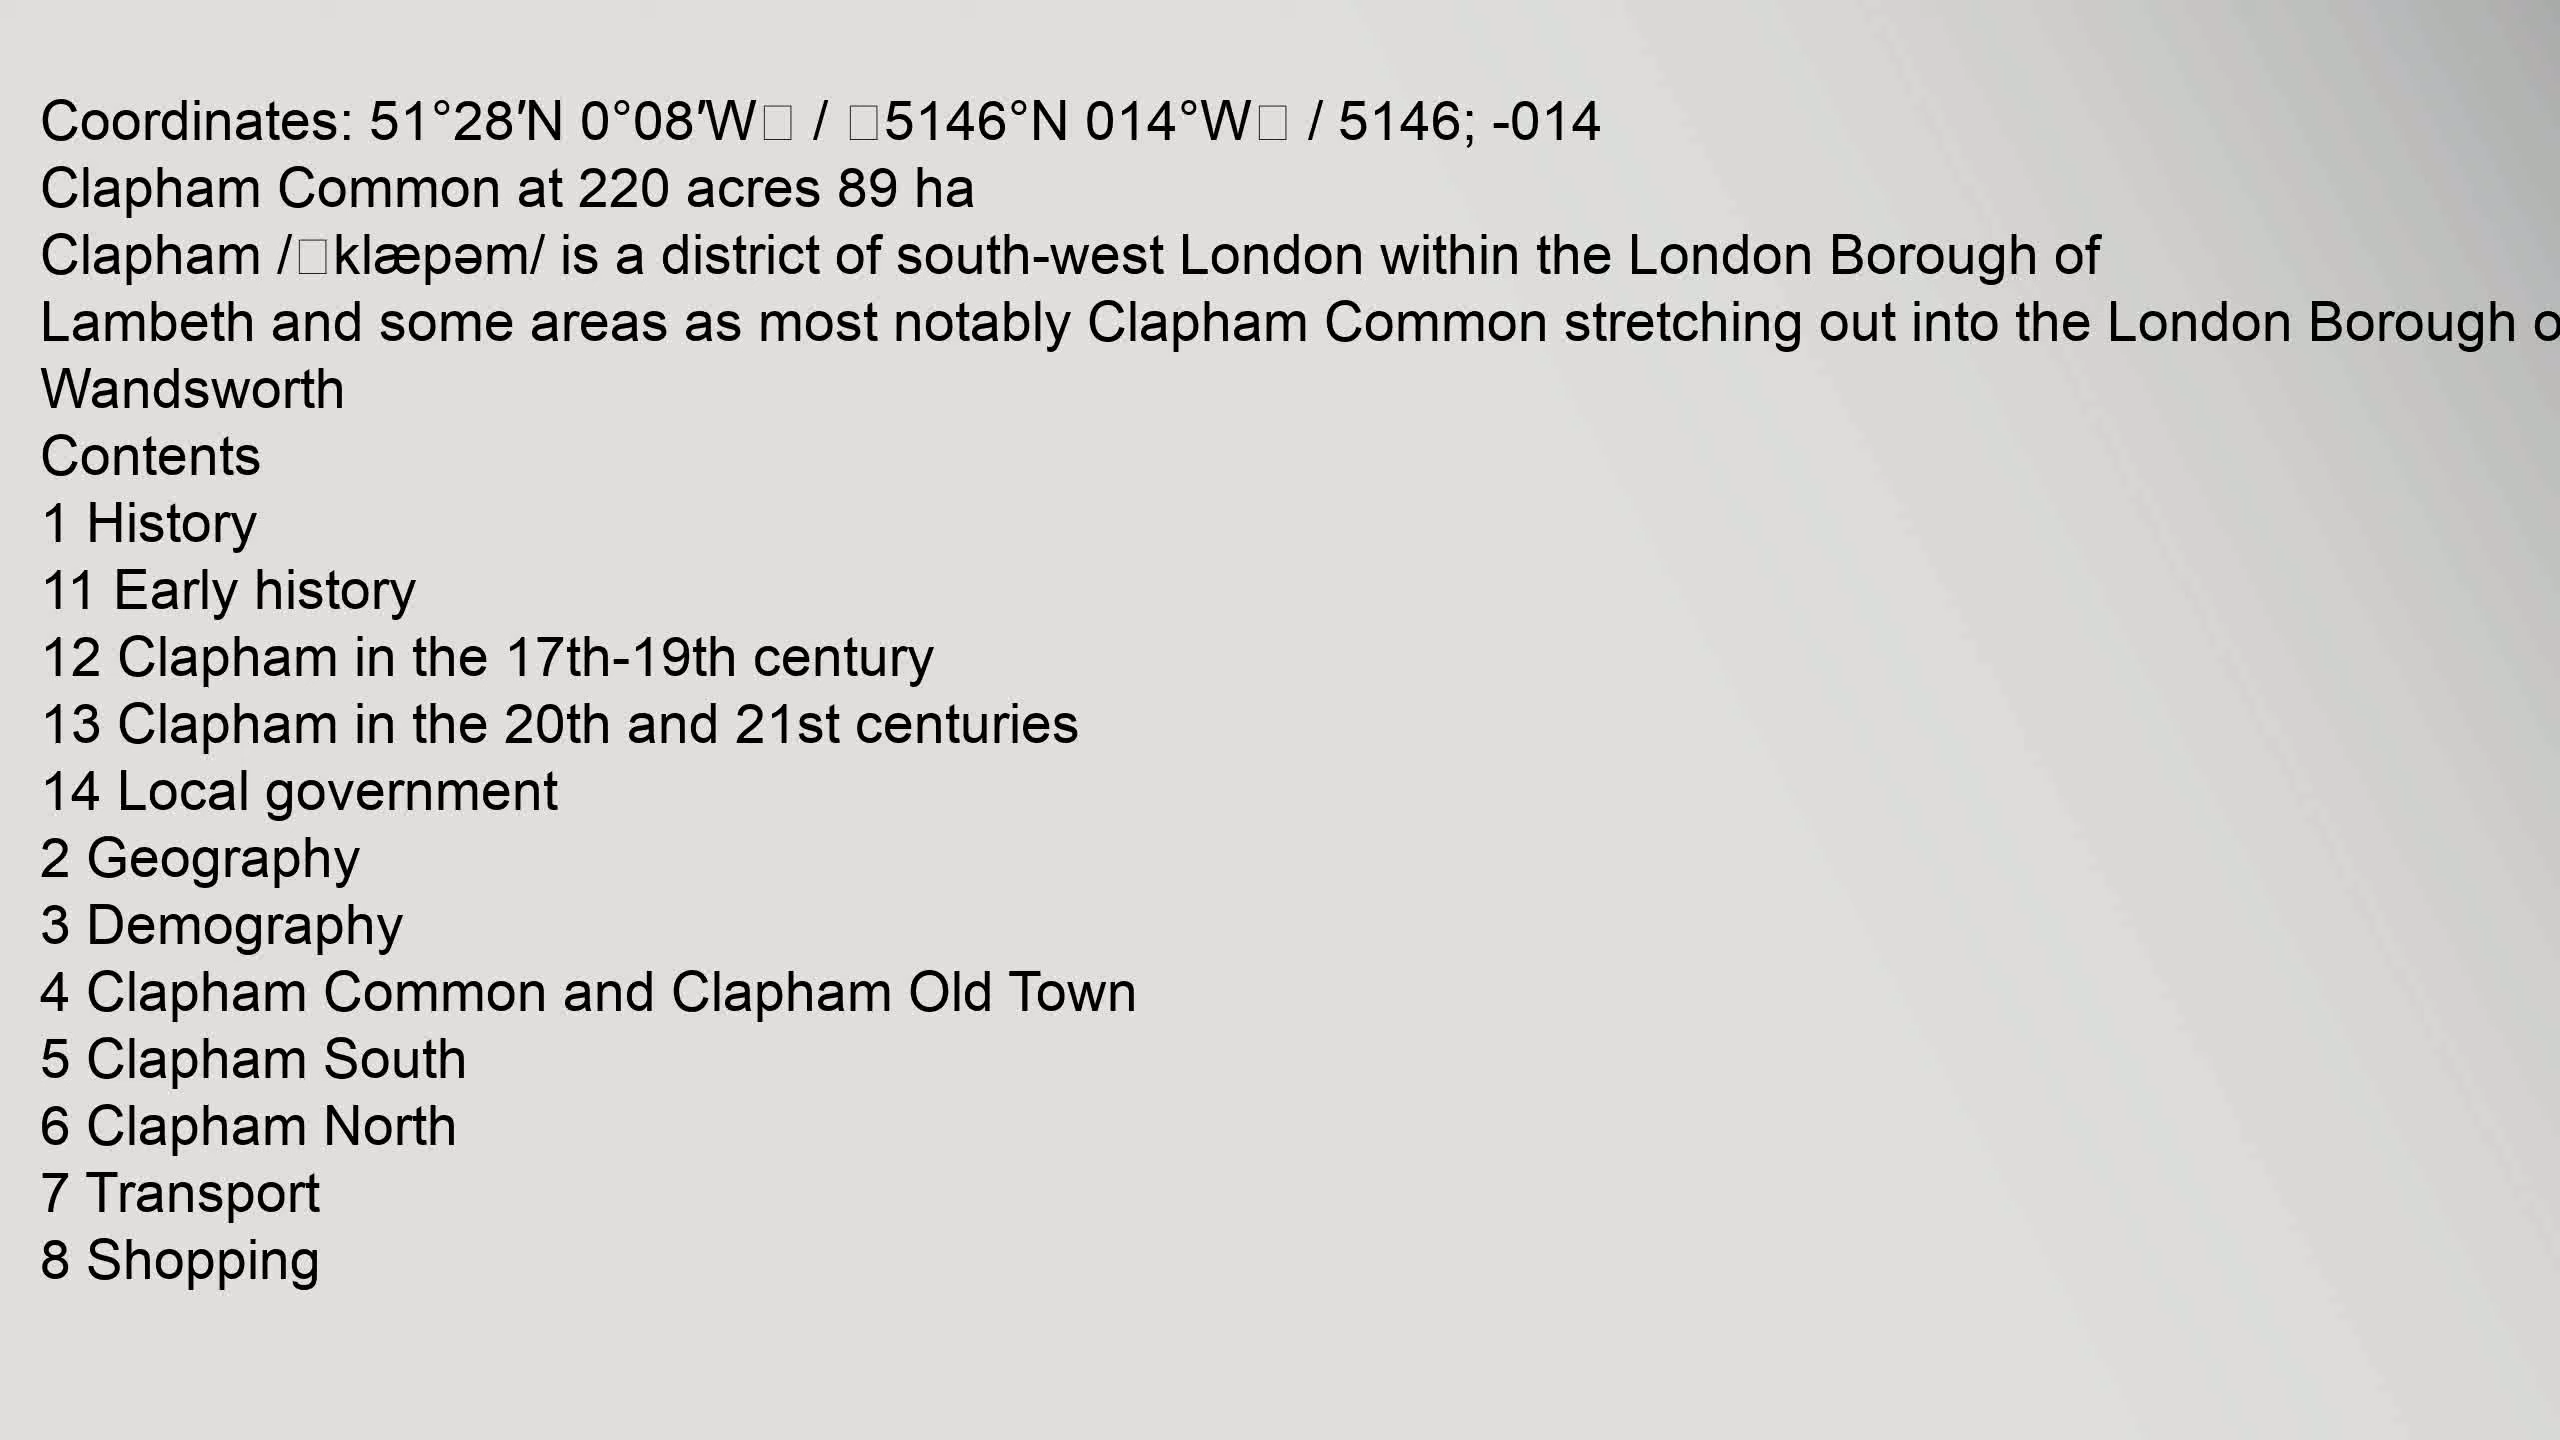 Coordinates: 51°28′N 0°08′W□ / □5146°N 014°W□ / 5146; -014
Clapham Common at 220 acres 89 ha
Clapham /□klæpəm/ is a district of south-west London within the London Borough of
Lambeth and some areas as most notably Clapham Common stretching out into the London Borough o
Wandsworth
Contents
1 History
11 Early history
12 Clapham in the 17th-19th century
13 Clapham in the 20th and 21st centuries
14 Local government
2 Geography
3 Demography
4 Clapham Common and Clapham Old Town
5 Clapham South
6 Clapham North
7 Transport
8 Shopping